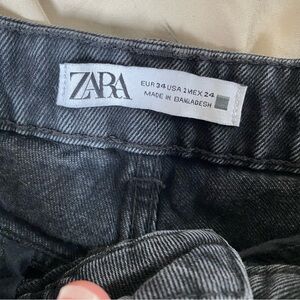 ZARA
EUR 34 USA 2 MEX 24
MADE IN BANGLADESH